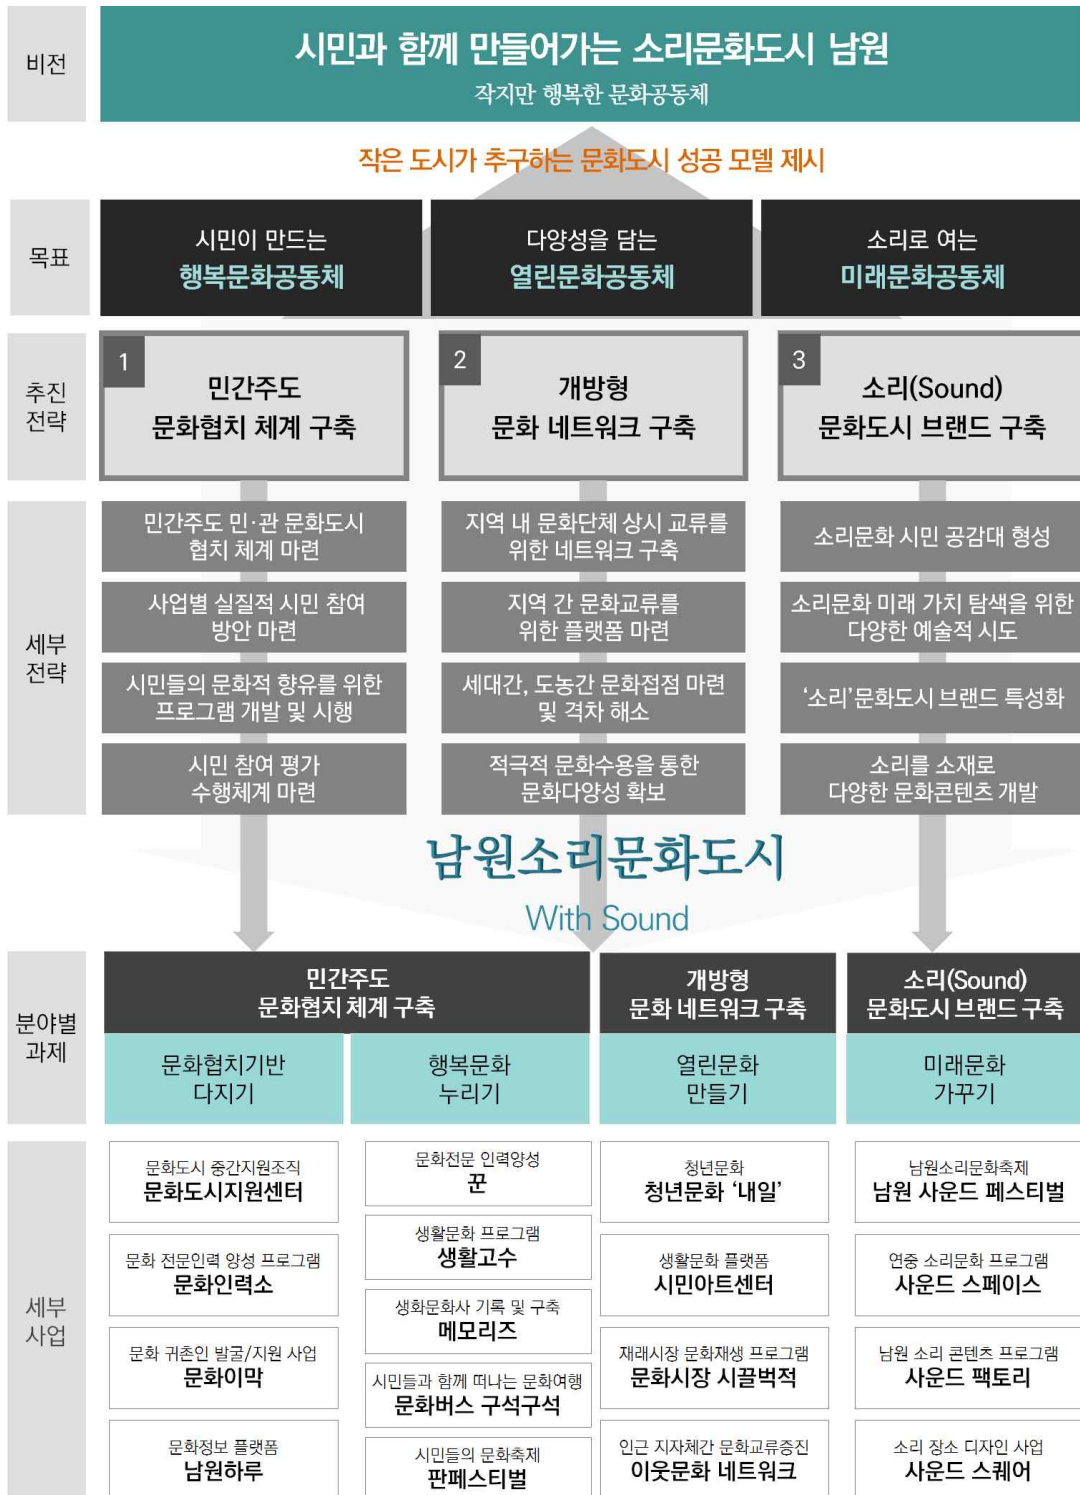 비전
시민과 함께 만들어가는 소리문화도시 남원
작지만 행복한 문화공동체
작은 도시가 추구하는 문화도시 성공 모델 제시
목표
시민이 만드는
행복문화공동체
다양성을 담는
열린문화공동체
소리로 여는
미래문화공동체
추진
전략
1
민간주도
문화협치 체계 구축
2
개방형
문화 네트워크 구축
3
소리(Sound)
문화도시 브랜드 구축
세부
전략
민간주도 민·관 문화도시
협치 체계 마련
사업별 실질적 시민 참여
방안 마련
시민들의 문화적 향유를 위한
프로그램 개발 및 시행
시민 참여 평가
수행체계 마련
지역 내 문화단체 상시 교류를
위한 네트워크 구축
지역 간 문화교류를
위한 플랫폼 마련
세대간, 도농간 문화접점 마련
및 격차 해소
적극적 문화수용을 통한
문화다양성 확보
소리문화 시민 공감대 형성
소리문화 미래 가치 탐색을 위한
다양한 예술적 시도
‘소리’문화도시 브랜드 특성화
소리를 소재로
다양한 문화콘텐츠 개발
남원소리문화도시
With Sound
분야별
과제
민간주도
문화협치 체계 구축
개방형
문화 네트워크 구축
소리(Sound)
문화도시 브랜드 구축
문화협치기반
다지기
행복문화
누리기
열린문화
만들기
미래문화
가꾸기
세부
사업
문화도시 중간지원조직
문화도시지원센터
문화 전문인력 양성 프로그램
문화인력소
문화 귀촌인 발굴/지원 사업
문화이막
문화정보 플랫폼
남원하루
문화전문 인력양성
꾼
생활문화 프로그램
생활고수
생화문화사 기록 및 구축
메모리즈
시민들과 함께 떠나는 문화여행
문화버스 구석구석
시민들의 문화축제
판페스티벌
청년문화
청년문화 ‘내일’
생활문화 플랫폼
시민아트센터
재래시장 문화재생 프로그램
문화시장 시끌벅적
인근 지자체간 문화교류증진
이웃문화 네트워크
남원소리문화축제
남원 사운드 페스티벌
연중 소리문화 프로그램
사운드 스페이스
남원 소리 콘텐츠 프로그램
사운드 팩토리
소리 장소 디자인 사업
사운드 스퀘어